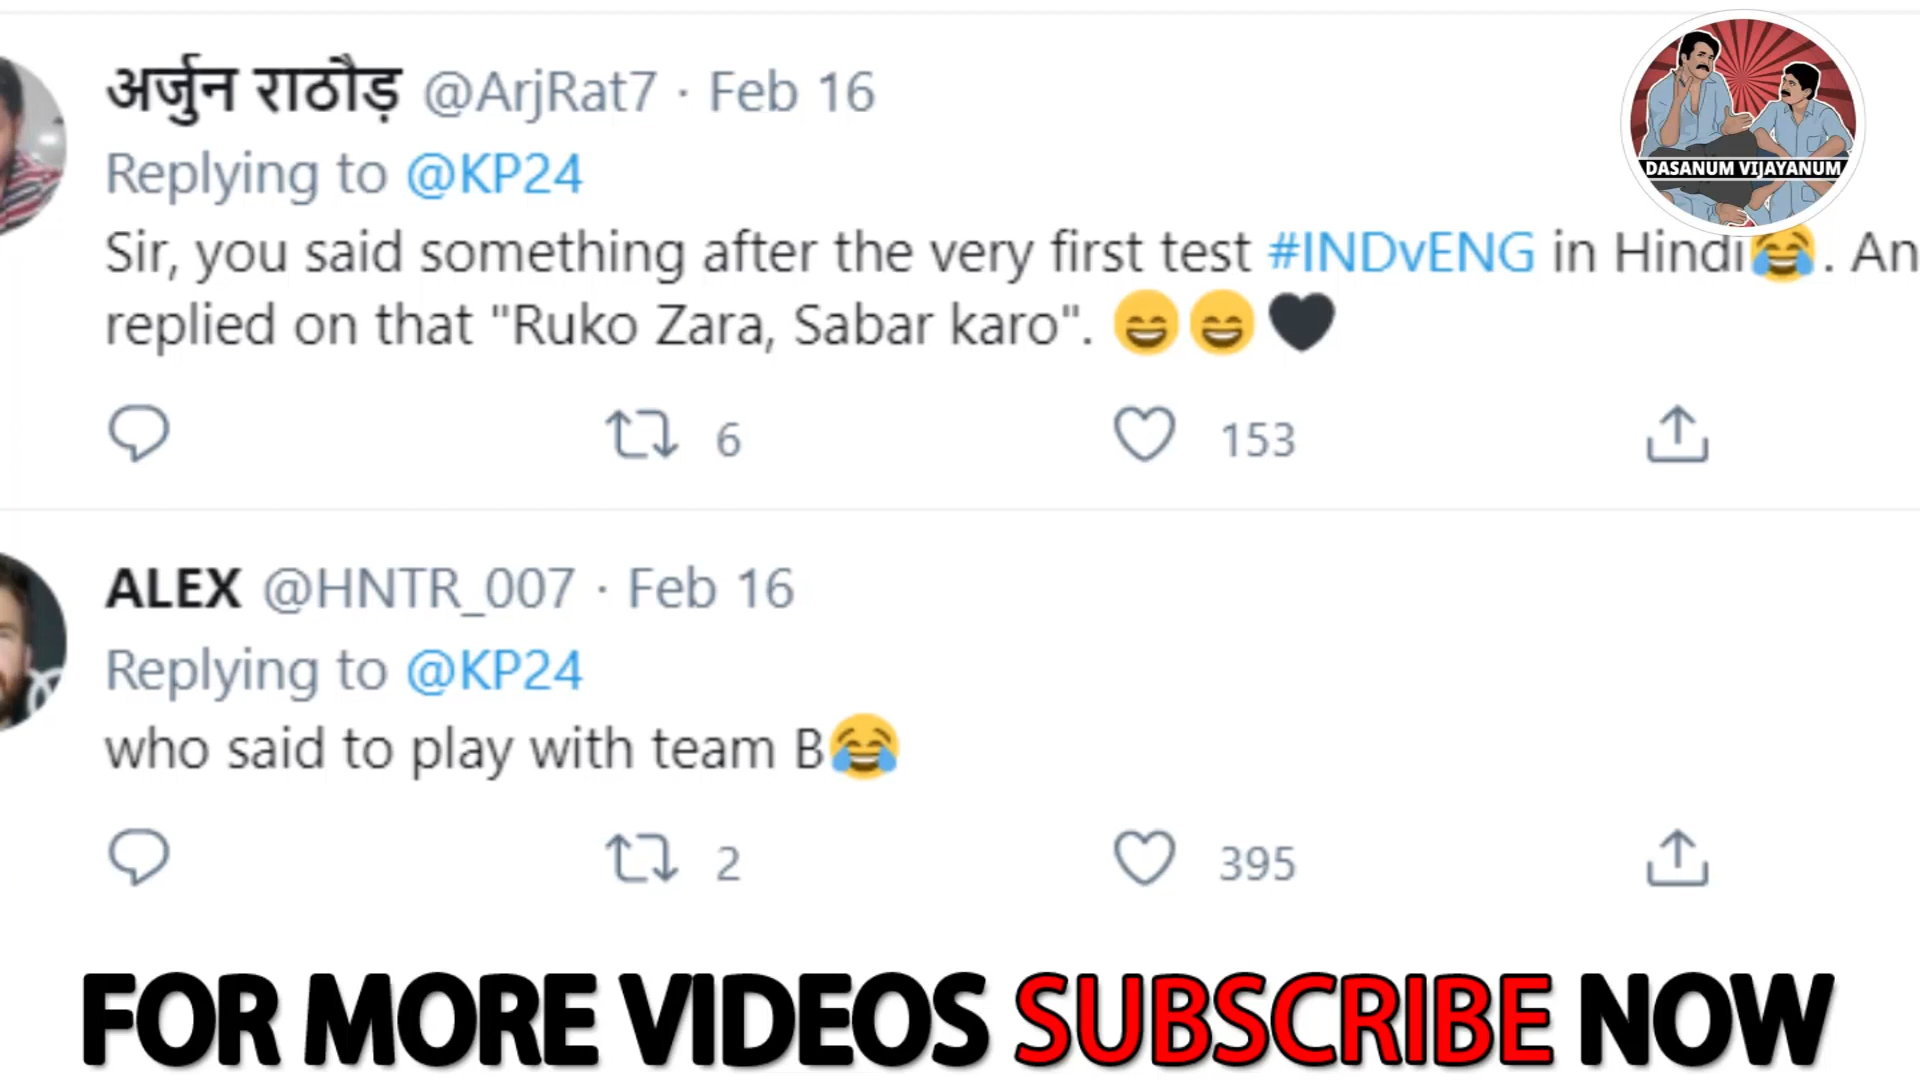 अर्जुन राठौड़ @ArjRat7 · Feb 16
Replying to @KP24
DASANUM VIJAYANUM
Sir, you said something after the very first test #INDvENG in Hindi😂. An
replied on that "Ruko Zara, Sabar karo". 😄😄🖤
6 153
ALEX @HNTR_007 · Feb 16
Replying to @KP24
who said to play with team B😂
2 395
FOR MORE VIDEOS SUBSCRIBE NOW